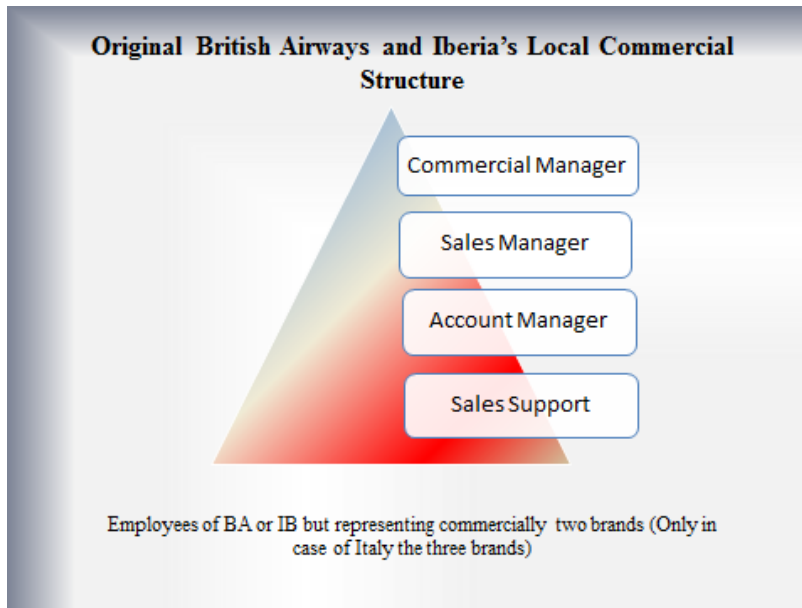 Original British Airways and Iberia’s Local Commercial
Structure
Commercial Manager
Sales Manager
Account Manager
Sales Support
Employees of BA or IB but representing commercially two brands (Only in
case of Italy the three brands)